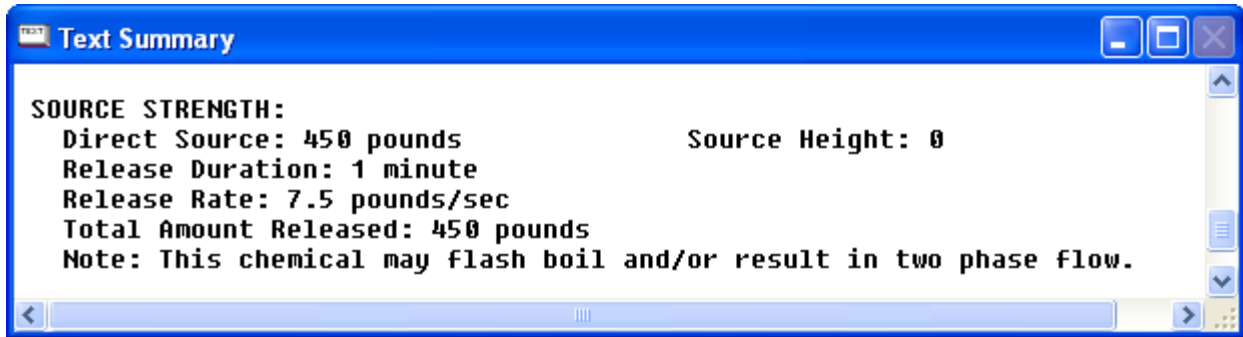 TEXT
Text Summary
SOURCE STRENGTH:
Direct Source: 450 pounds Source Height: 0
Release Duration: 1 minute
Release Rate: 7.5 pounds/sec
Total Amount Released: 450 pounds
Note: This chemical may flash boil and/or result in two phase flow.